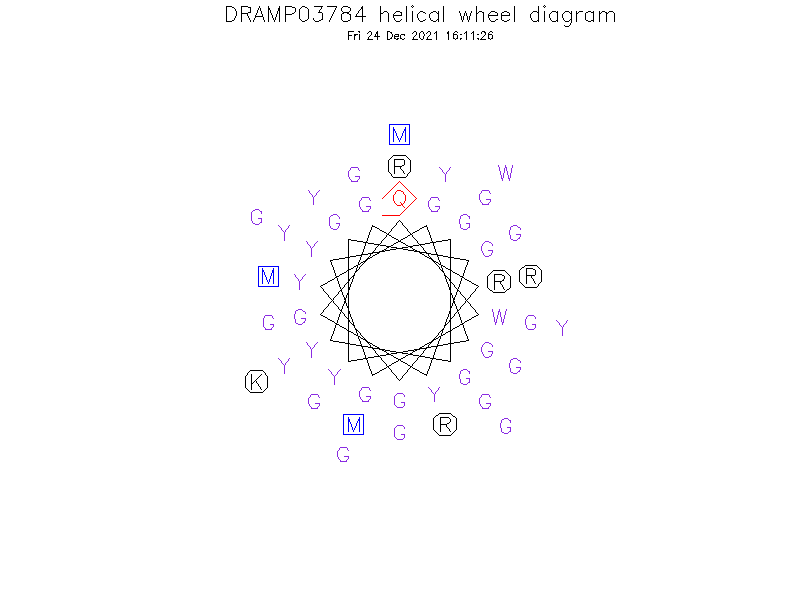 DRAMP03784 helical wheel diagram
Fri 24 Dec 2021 16:11:26
M
R
G Y W
Y G Q G G
G Y G G G
Y G
M Y R R
G G W G Y
Y G
Y Y G G
K
G G G Y G G
M G R G
G